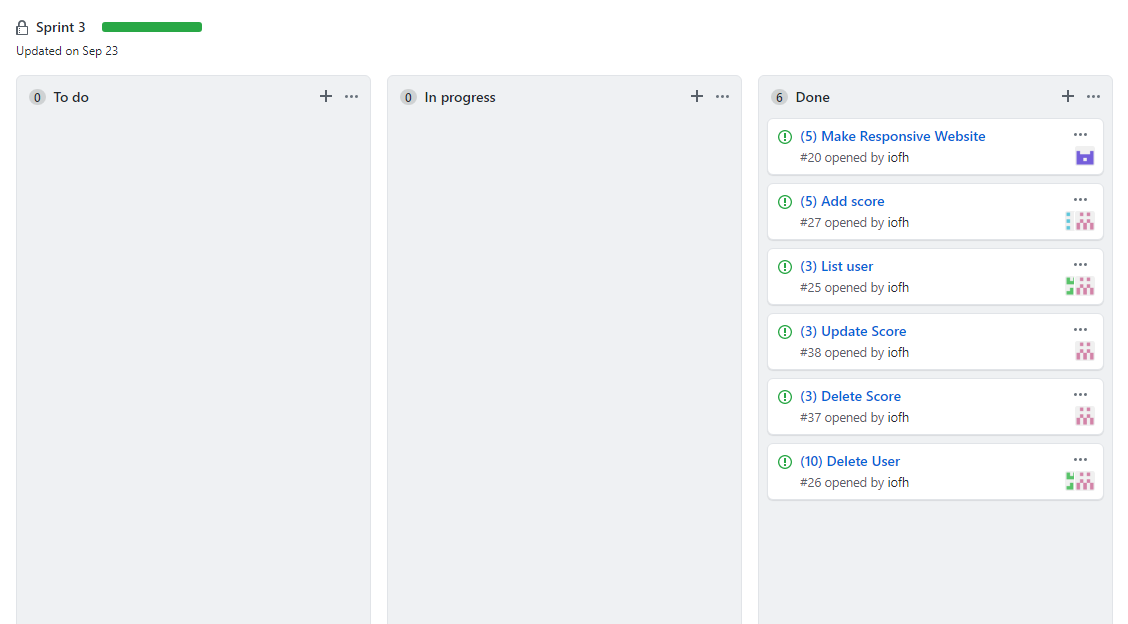 Sprint 3
Updated on Sep 23
0 To do
0 In progress
6 Done
(5) Make Responsive Website
#20 opened by iofh
(5) Add score
#27 opened by iofh
(3) List user
#25 opened by iofh
(3) Update Score
#38 opened by iofh
(3) Delete Score
#37 opened by iofh
(10) Delete User
#26 opened by iofh